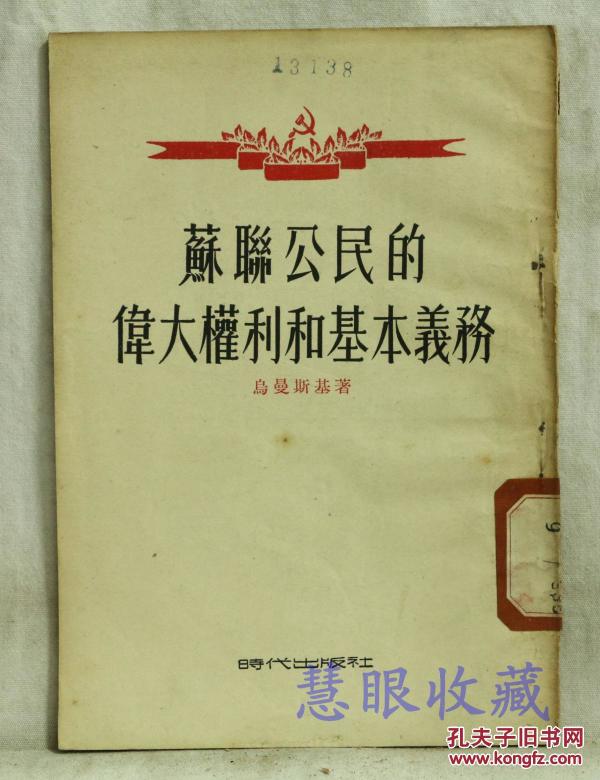 13138
蘇聯公民的
偉大權利和基本義務
烏曼斯基著
時代出版社
慧眼收藏
孔夫子旧书网
www.kongfz.com